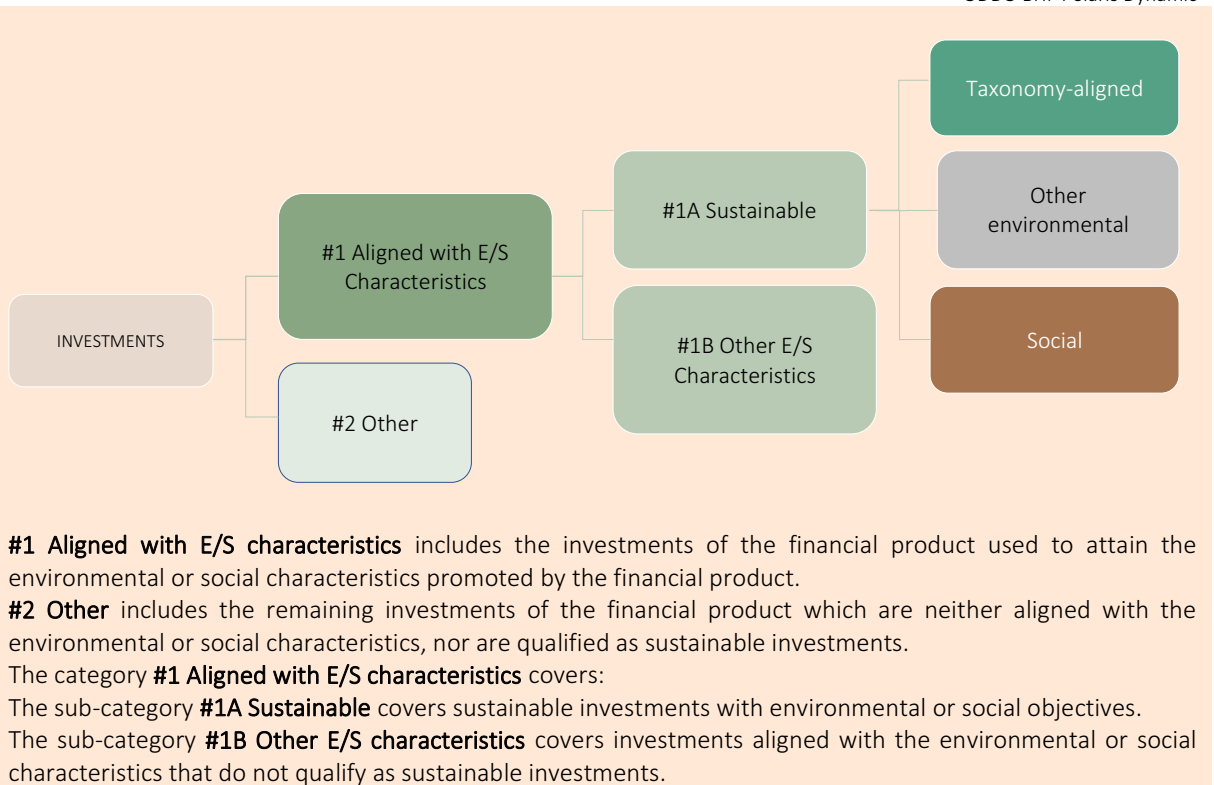 Taxonomy-aligned
#1A Sustainable
Other
environmental
#1 Aligned with E/S
Characteristics
INVESTMENTS
#1B Other E/S
Characteristics
Social
#2 Other
#1 Aligned with E/S characteristics includes the investments of the financial product used to attain the
environmental or social characteristics promoted by the financial product.
#2 Other includes the remaining investments of the financial product which are neither aligned with the
environmental or social characteristics, nor are qualified as sustainable investments.
The category #1 Aligned with E/S characteristics covers:
The sub-category #1A Sustainable covers sustainable investments with environmental or social objectives.
The sub-category #1B Other E/S characteristics covers investments aligned with the environmental or social
characteristics that do not qualify as sustainable investments.